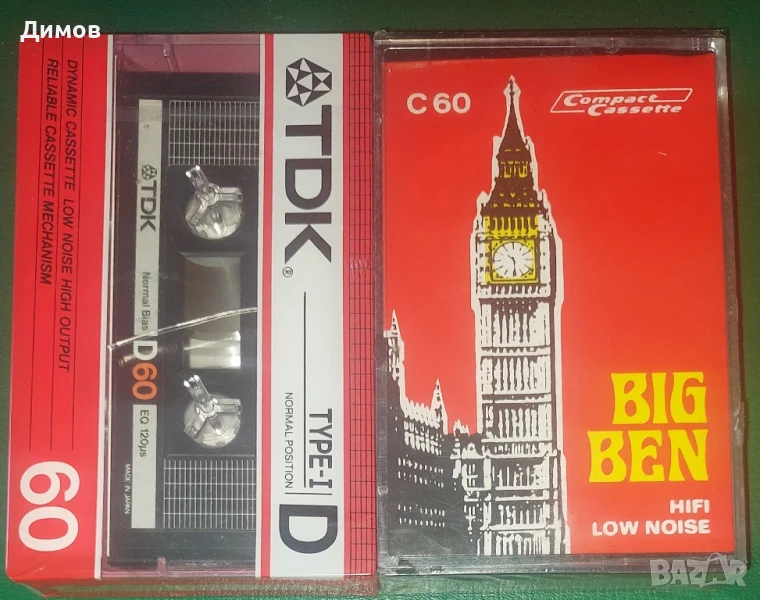 Димов
DYNAMIC CASSETTE LOW NOISE HIGH OUTPUT
RELIABLE CASSETTE MECHANISM
60
TDK
Normal Bias
D60
EQ 120µs
MADE IN JAPAN
TDK®
TYPE-I
NORMAL POSITION
D
C 60
Compact
Cassette
BIG
BEN
HIFI
LOW NOISE
BAZAR